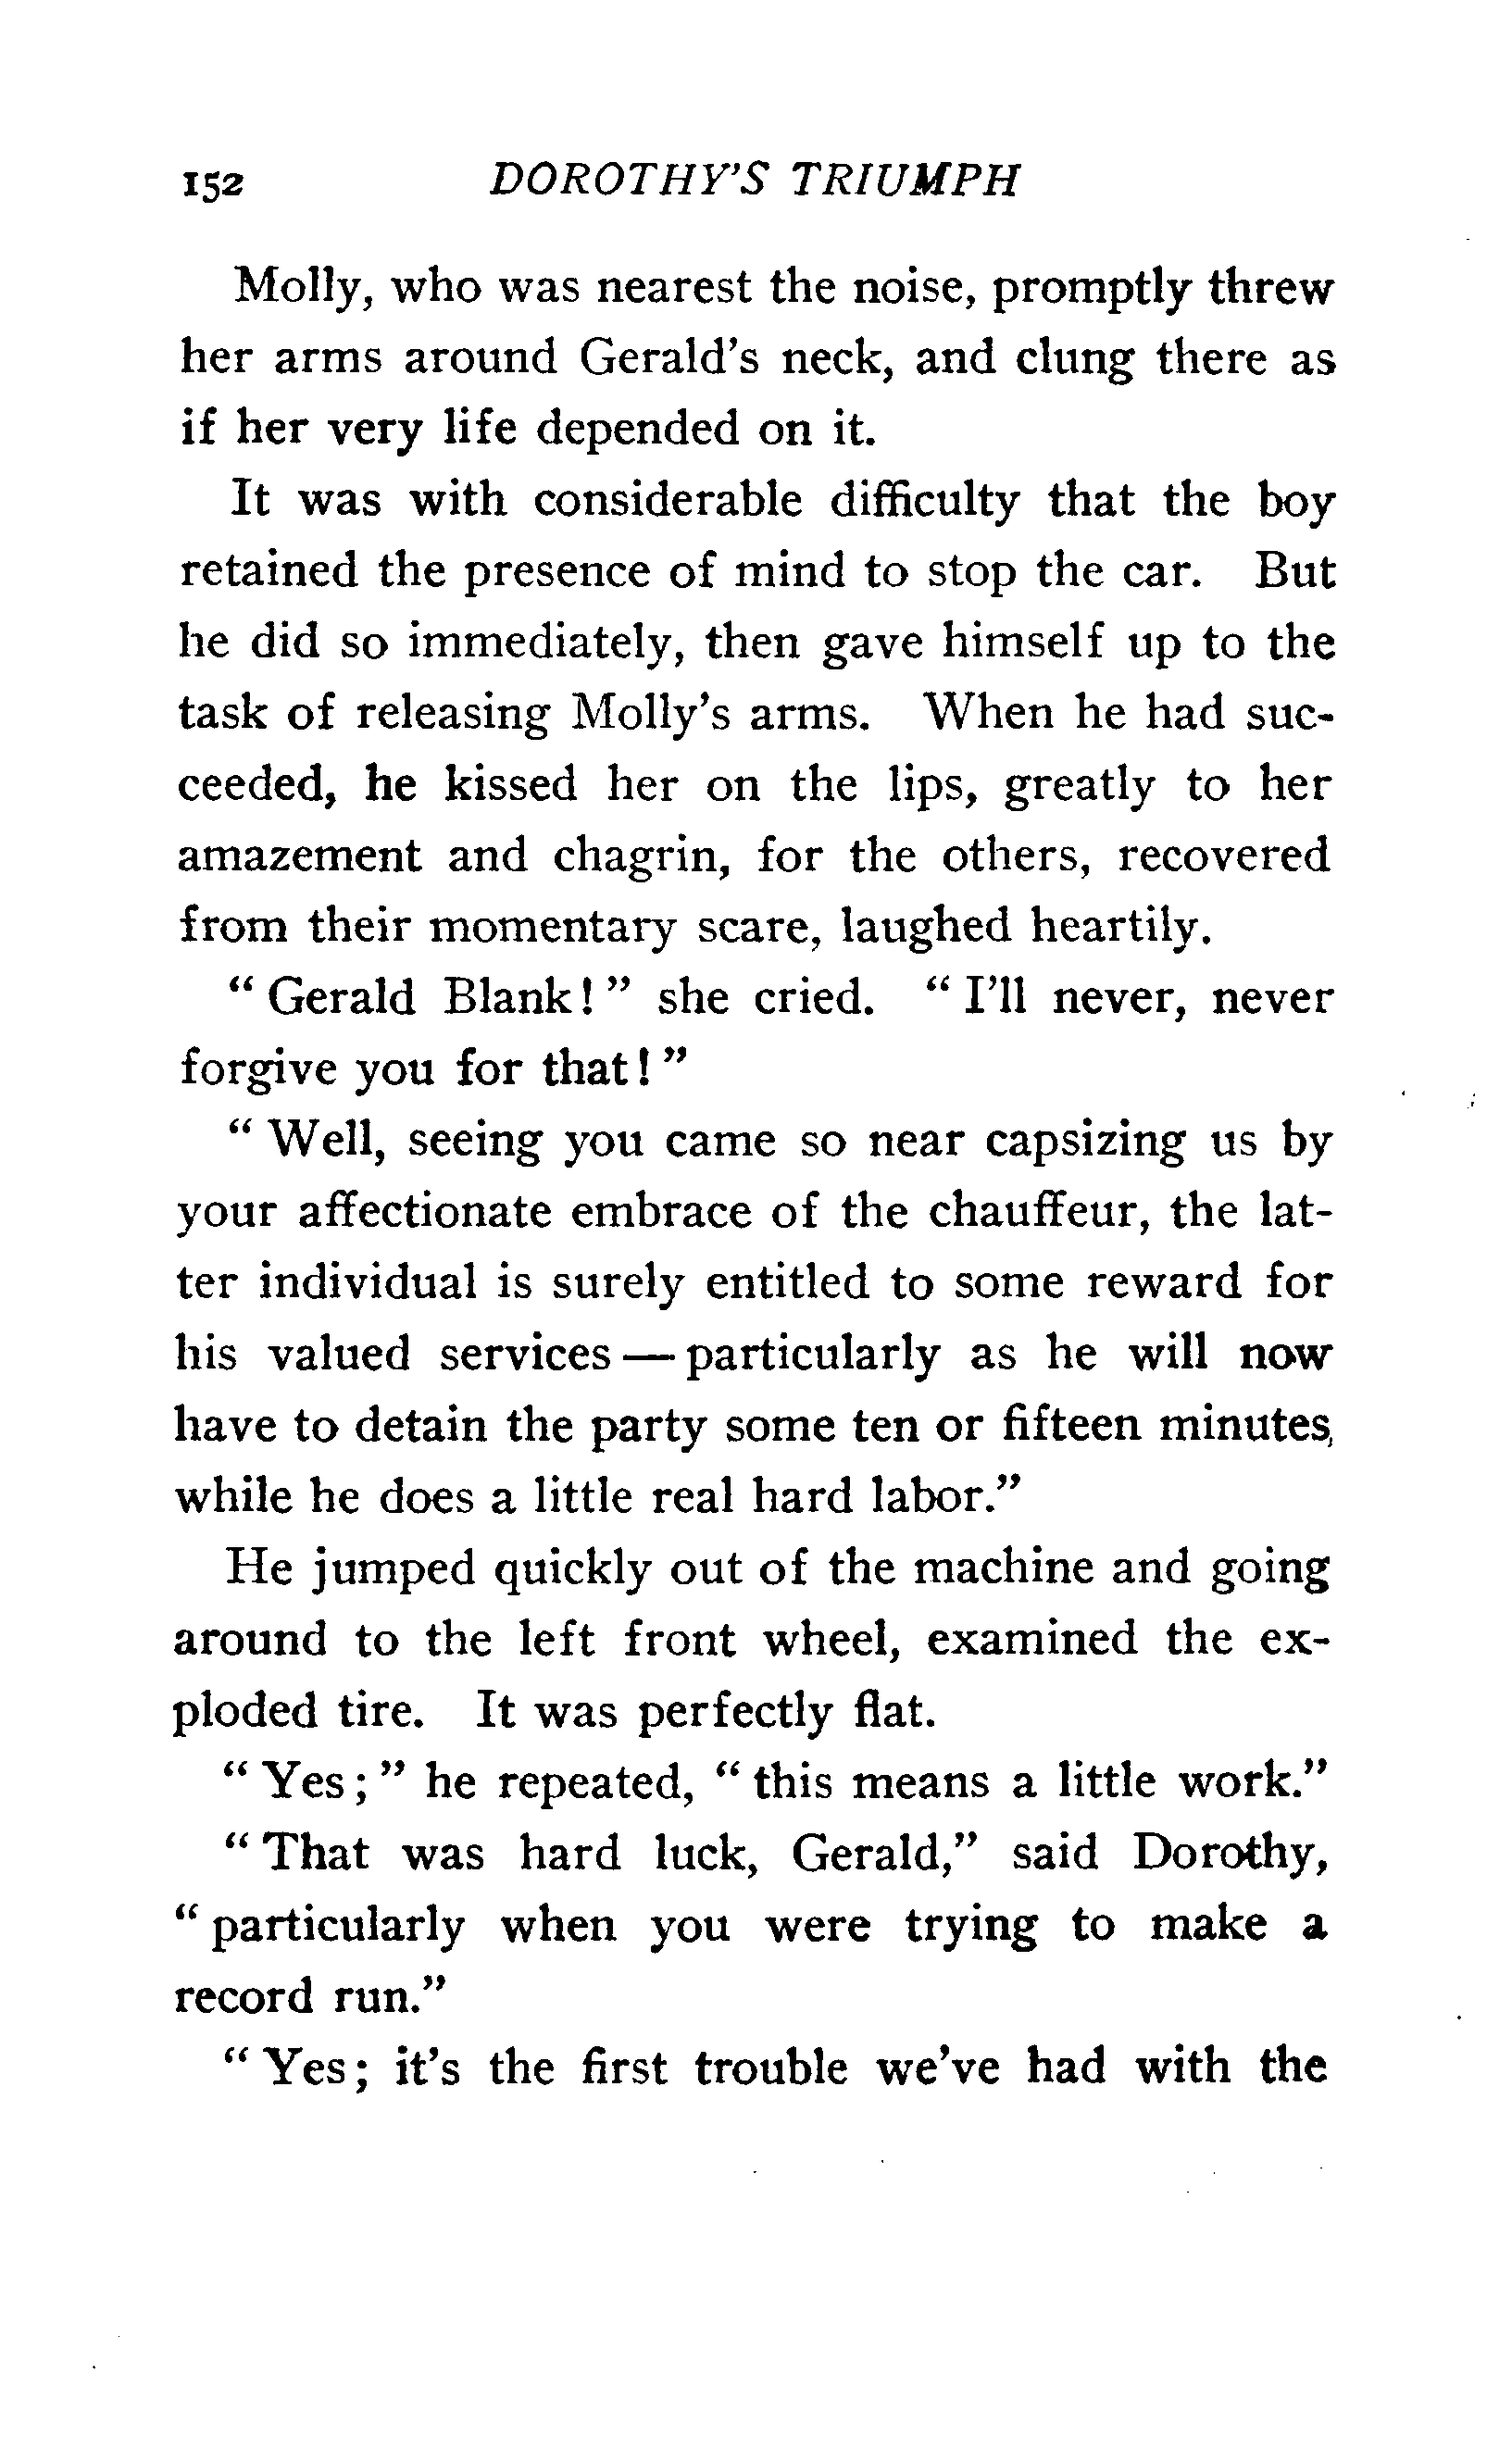 152 DOROTHY'S TRIUMPH
Molly, who was nearest the noise, promptly threw
her arms around Gerald's neck, and clung there as
if her very life depended on it.
It was with considerable difficulty that the boy
retained the presence of mind to stop the car. But
he did so immediately, then gave himself up to the
task of releasing Molly's arms. When he had suc-
ceeded, he kissed her on the lips, greatly to her
amazement and chagrin, for the others, recovered
from their momentary scare, laughed heartily.
" Gerald Blank! " she cried. " I'll never, never
forgive you for that! "
" Well, seeing you came so near capsizing us by
your affectionate embrace of the chauffeur, the lat-
ter individual is surely entitled to some reward for
his valued services — particularly as he will now
have to detain the party some ten or fifteen minutes,
while he does a little real hard labor."
He jumped quickly out of the machine and going
around to the left front wheel, examined the ex-
ploded tire. It was perfectly flat.
" Yes; " he repeated, " this means a little work."
" That was hard luck, Gerald," said Dorothy,
" particularly when you were trying to make a
record run."
" Yes; it's the first trouble we've had with the